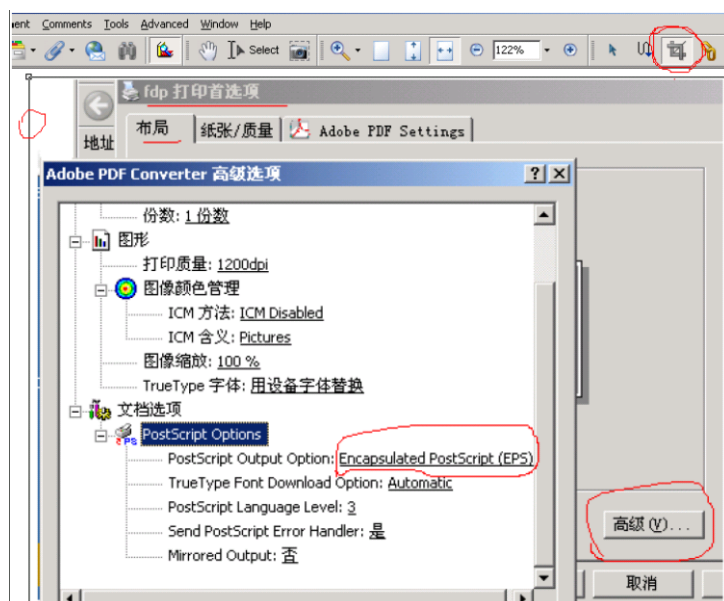 ent Comments Tools Advanced Window Help
Select 122%
fdp 打印首选项
地址
布局 纸张/质量 Adobe PDF Settings
Adobe PDF Converter 高级选项
份数: 1 份数
图形
打印质量: 1200dpi
图像颜色管理
ICM 方法: ICM Disabled
ICM 含义: Pictures
图像缩放: 100 %
TrueType 字体: 用设备字体替换
文档选项
EPS
PostScript Options
PostScript Output Option: Encapsulated PostScript (EPS)
TrueType Font Download Option: Automatic
PostScript Language Level: 3
Send PostScript Error Handler: 是
Mirrored Output: 否
高级(V)...
取消